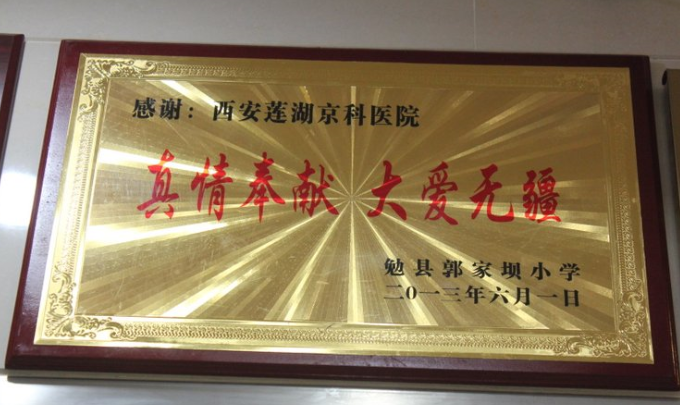 感谢：西安莲湖京科医院
真情奉献 大爱无疆
勉县郭家坝小学
二〇一三年六月一日